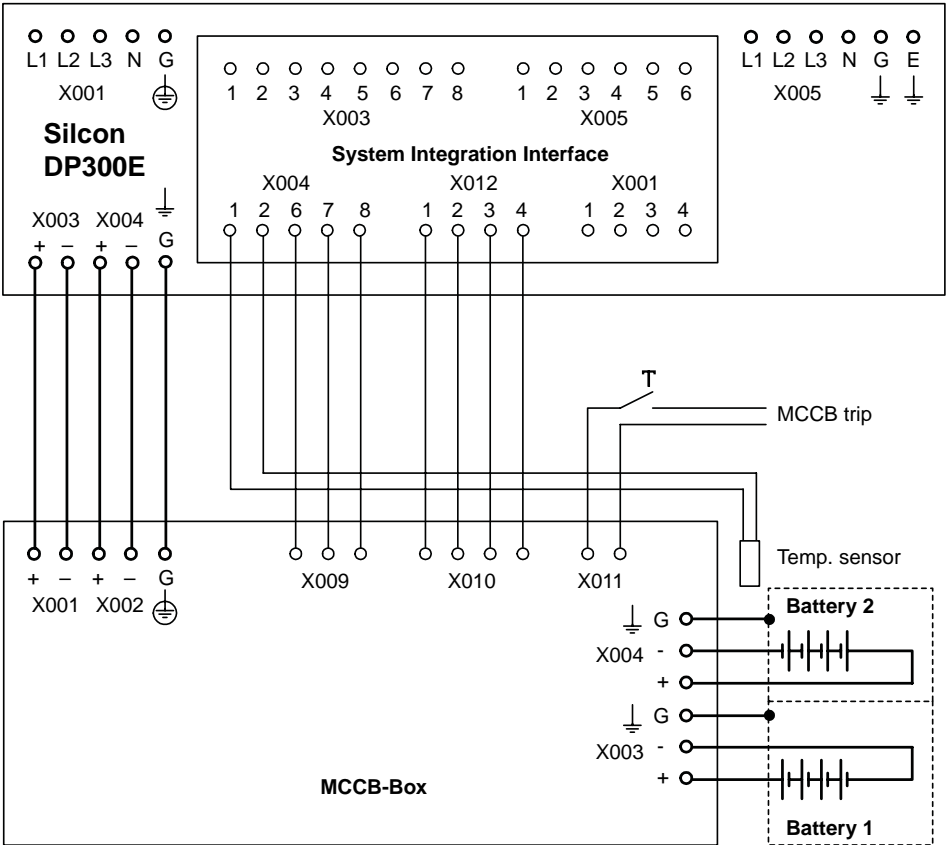 L1 L2 L3 N G
X001
Silcon
DP300E
X003 X004
+ – + – G
1 2 3 4 5 6 7 8
X003
1 2 3 4 5 6
X005
System Integration Interface
X004
1 2 6 7 8
X012
1 2 3 4
X001
1 2 3 4
L1 L2 L3 N G E
X005
T
MCCB trip
Temp. sensor
+ – + – G
X001 X002
X009
X010
X011
G
X004 -
+
G
X003 -
+
Battery 2
Battery 1
MCCB-Box